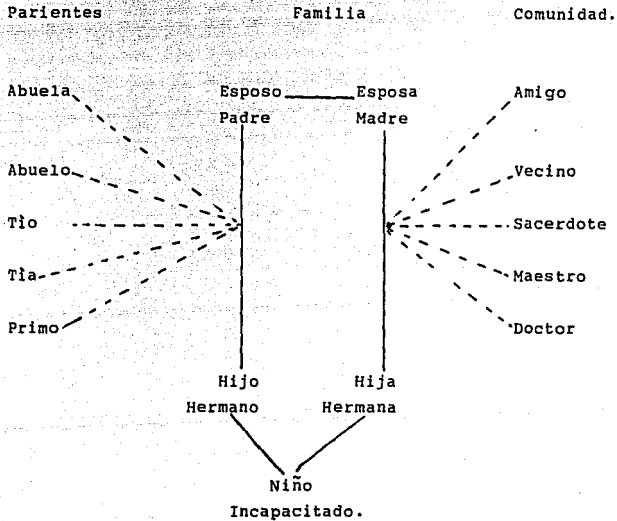 Parientes Familia Comunidad.
Abuela Esposo Esposa Amigo
Padre Madre
Abuelo Vecino
Tìo Sacerdote
Tìa Maestro
Primo Doctor
Hijo Hija
Hermano Hermana
Niño
Incapacitado.